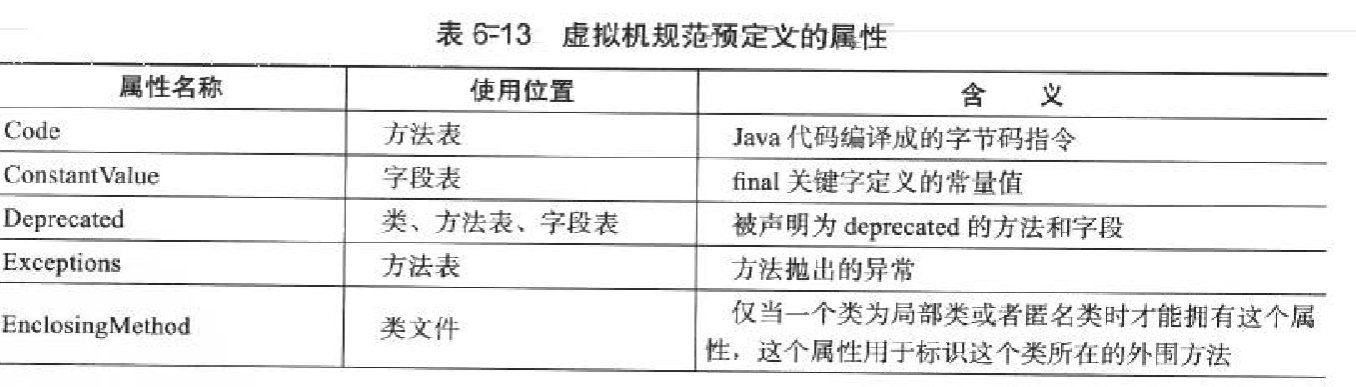 表 6-13 虚拟机规范预定义的属性
属性名称 使用位置 含 义
Code 方法表 Java 代码编译成的字节码指令
ConstantValue 字段表 final 关键字定义的常量值
Deprecated 类、方法表、字段表 被声明为 deprecated 的方法和字段
Exceptions 方法表 方法抛出的异常
EnclosingMethod 类文件 仅当一个类为局部类或者匿名类时才能拥有这个属
性，这个属性用于标识这个类所在的外围方法